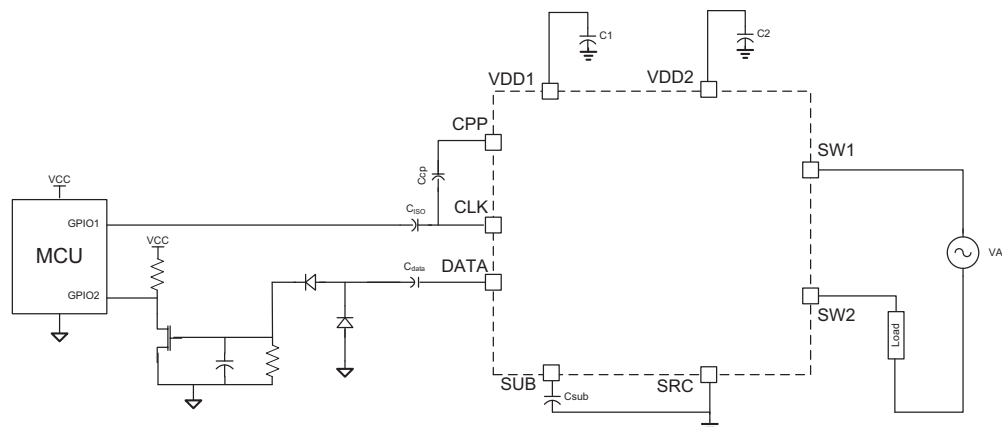 C1
C2
VDD1
VDD2
CPP
SW1
Ccp
VCC
CISO
CLK
GPIO1
MCU
VCC
VA
Cdata
DATA
GPIO2
SW2
Load
SUB
SRC
Csub